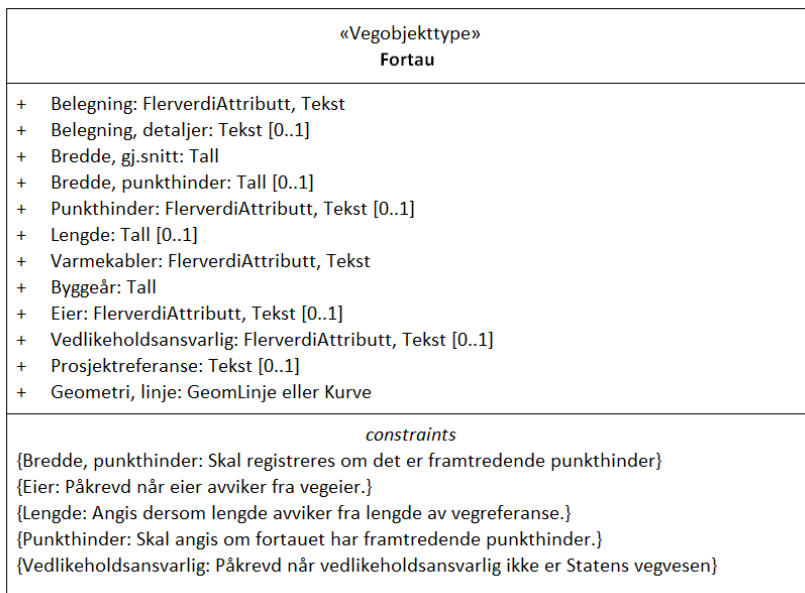 «Vegobjekttype»
Fortau
+ Belegning: FlerverdiAttributt, Tekst
+ Belegning, detaljer: Tekst [0..1]
+ Bredde, gj.snitt: Tall
+ Bredde, punkthinder: Tall [0..1]
+ Punkthinder: FlerverdiAttributt, Tekst [0..1]
+ Lengde: Tall [0..1]
+ Varmekabler: FlerverdiAttributt, Tekst
+ Byggeår: Tall
+ Eier: FlerverdiAttributt, Tekst [0..1]
+ Vedlikeholdsansvarlig: FlerverdiAttributt, Tekst [0..1]
+ Prosjektreferanse: Tekst [0..1]
+ Geometri, linje: GeomLinje eller Kurve
constraints
{Bredde, punkthinder: Skal registreres om det er framtredende punkthinder}
{Eier: Påkrevd når eier avviker fra vegeier.}
{Lengde: Angis dersom lengde avviker fra lengde av vegreferanse.}
{Punkthinder: Skal angis om fortauet har framtredende punkthinder.}
{Vedlikeholdsansvarlig: Påkrevd når vedlikeholdsansvarlig ikke er Statens vegvesen}